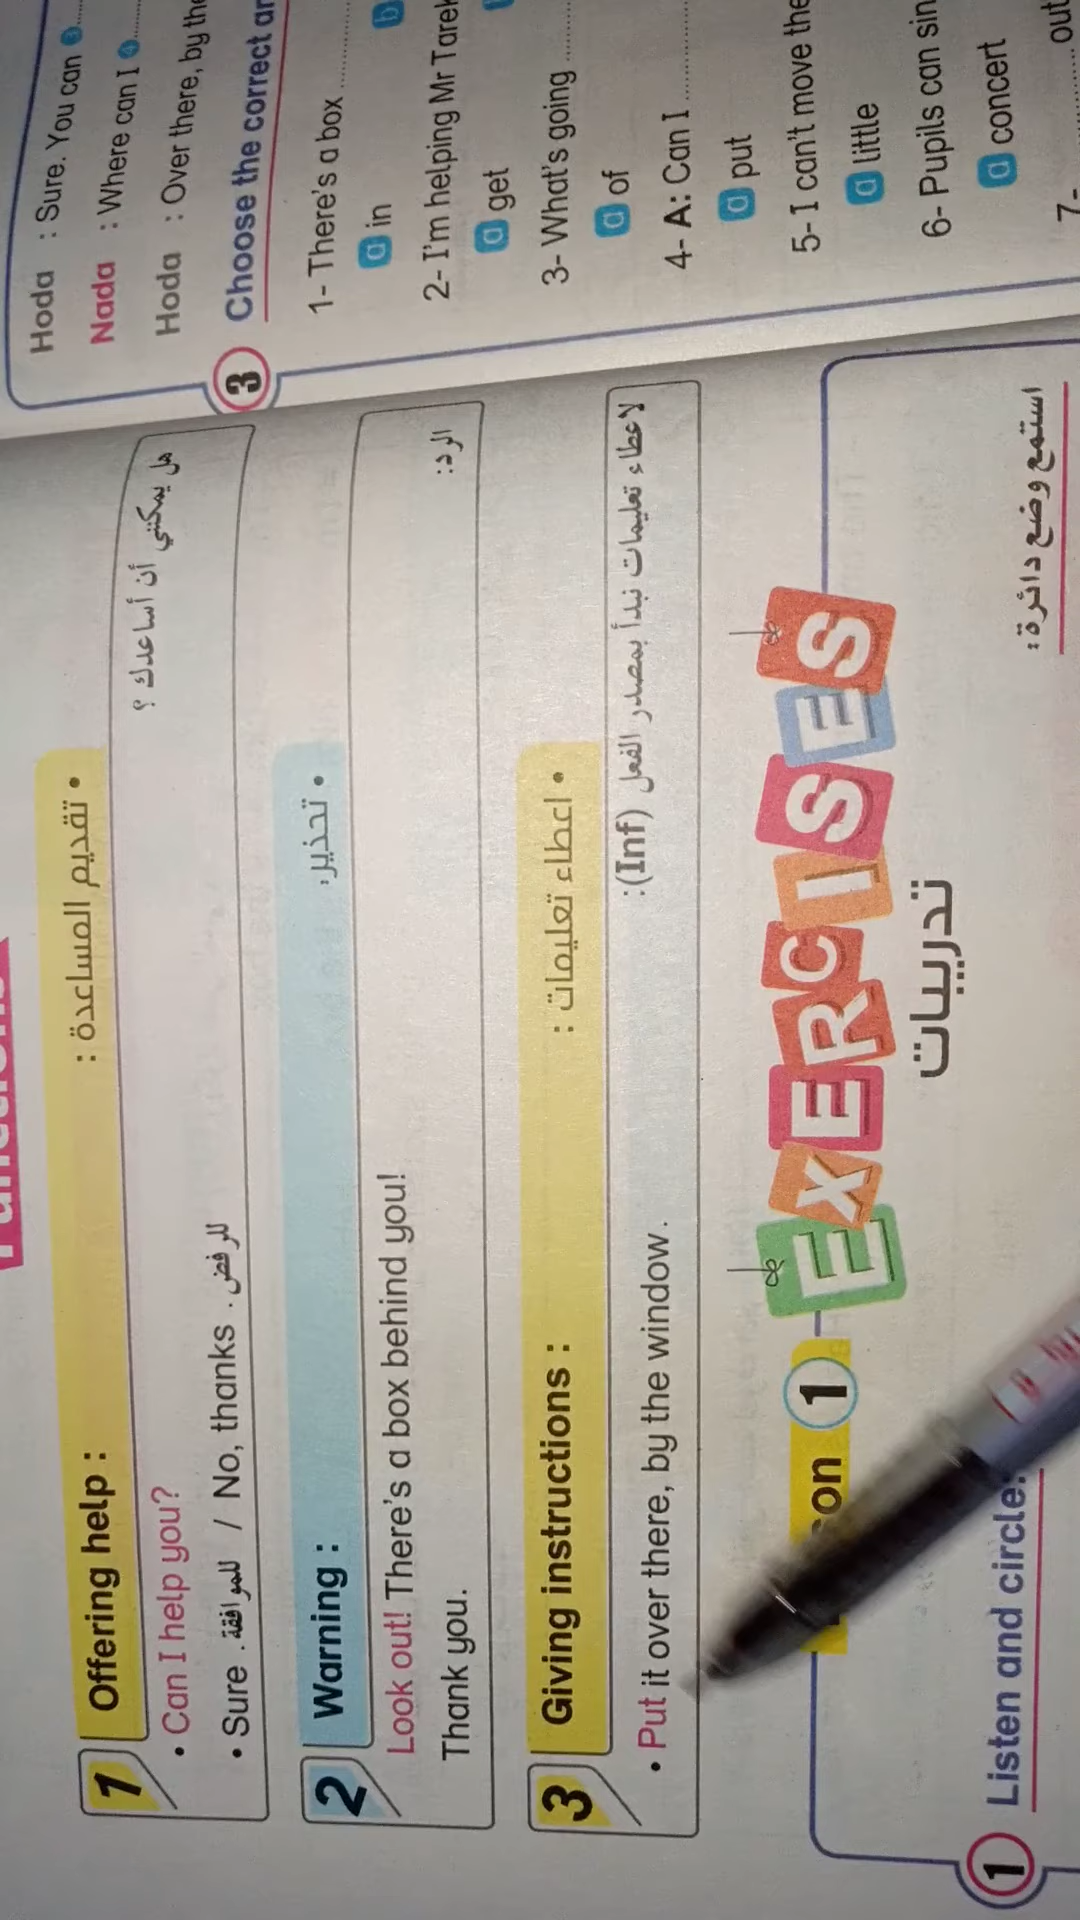 1 Offering help : • تقديم المساعدة :
• Can I help you? هل يمكنني أن أساعدك ؟
• Sure . للموافقة / No, thanks . للرفض
2 Warning : • تحذير:
Look out! There's a box behind you!
Thank you. الرد:
3 Giving instructions : • اعطاء تعليمات :
لاعطاء تعليمات نبدأ بمصدر الفعل (Inf):
• Put it over there, by the window.
1 EXERCISES
تدريبات
1 Listen and circle: استمع وضع دائرة :
Hoda : Sure. You can 3
Nada : Where can I 4
Hoda : Over there, by the
3 Choose the correct
1- There's a box
a in b
2- I'm helping Mr Tarek
a get
3- What's going
a of
4- A: Can I
a put
5- I can't move the
a little
6- Pupils can
a concert
7- out